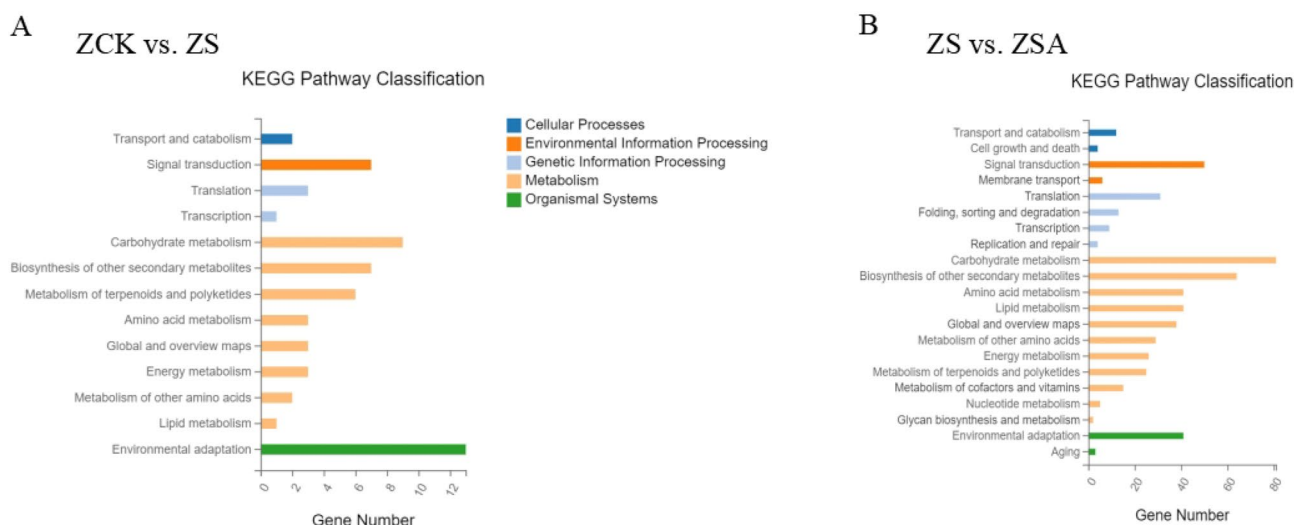 A
ZCK vs. ZS
KEGG Pathway Classification
Transport and catabolism
Signal transduction
Translation
Transcription
Carbohydrate metabolism
Biosynthesis of other secondary metabolites
Metabolism of terpenoids and polyketides
Amino acid metabolism
Global and overview maps
Energy metabolism
Metabolism of other amino acids
Lipid metabolism
Environmental adaptation
0 2 4 6 8 10 12
Gene Number
Cellular Processes
Environmental Information Processing
Genetic Information Processing
Metabolism
Organismal Systems
B
ZS vs. ZSA
KEGG Pathway Classification
Transport and catabolism
Cell growth and death
Signal transduction
Membrane transport
Translation
Folding, sorting and degradation
Transcription
Replication and repair
Carbohydrate metabolism
Biosynthesis of other secondary metabolites
Amino acid metabolism
Lipid metabolism
Global and overview maps
Metabolism of other amino acids
Energy metabolism
Metabolism of terpenoids and polyketides
Metabolism of cofactors and vitamins
Nucleotide metabolism
Glycan biosynthesis and metabolism
Environmental adaptation
Aging
0 20 40 60 80
Gene Number